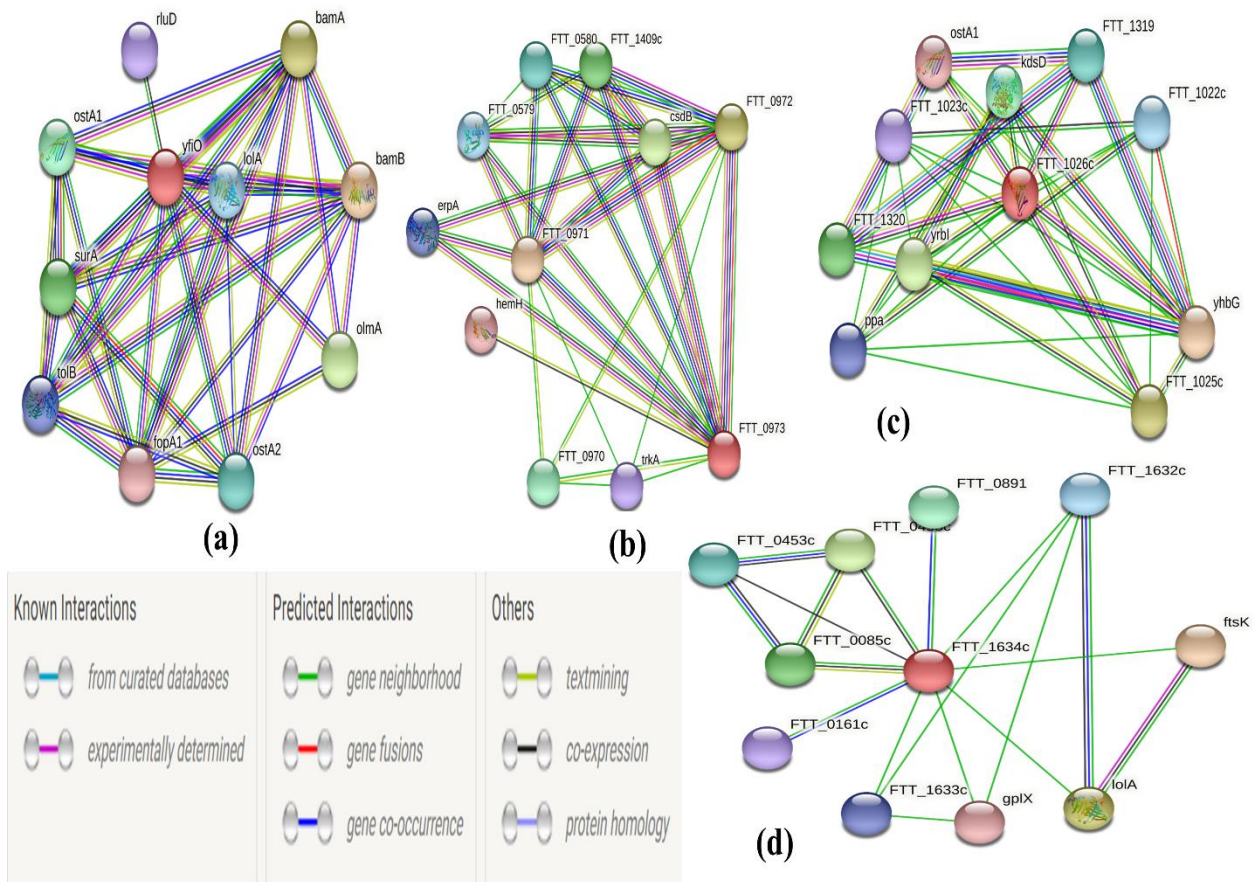 rluD
bamA
ostA1
yfiO
lolA
bamB
surA
olmA
tolB
fopA1
ostA2
(a)
FTT_0580
FTT_1409c
FTT_0972
FTT_0579
csdB
erpA
FTT_0971
hemH
FTT_0973
FTT_0970
trkA
(b)
ostA1
FTT_1319
kdsD
FTT_1023c
FTT_1022c
FTT_1026c
FTT_1320
yrbI
yhbG
ppa
FTT_1025c
(c)
FTT_0891
FTT_1632c
FTT_0453c
ftsK
FTT_0085c
FTT_1634c
FTT_0161c
FTT_1633c
gplX
lolA
(d)
Known Interactions
from curated databases
experimentally determined
Predicted Interactions
gene neighborhood
gene fusions
gene co-occurrence
Others
textmining
co-expression
protein homology